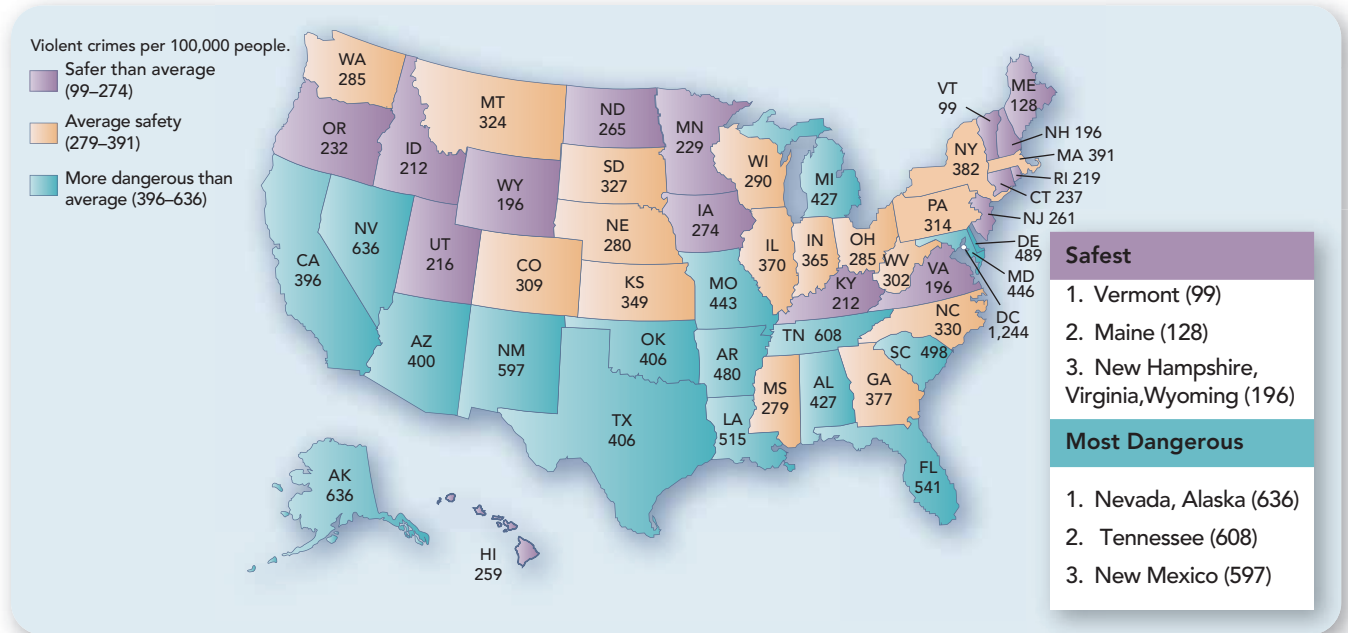 Violent crimes per 100,000 people.
Safer than average
(99–274)
Average safety
(279–391)
More dangerous than
average (396–636)
WA
285
MT
324
ND
265
MN
229
OR
232
ID
212
WY
196
SD
327
WI
290
MI
427
NY
382
VT
99
ME
128
NH 196
MA 391
RI 219
CT 237
NJ 261
DE
489
MD
446
DC
1,244
PA
314
NV
636
CA
396
UT
216
CO
309
NE
280
IA
274
IL
370
IN
365
OH
285
WV
302
VA
196
KY
212
KS
349
MO
443
AZ
400
NM
597
OK
406
AR
480
TN 608
NC
330
SC 498
MS
279
AL
427
GA
377
TX
406
LA
515
FL
541
AK
636
HI
259
Safest
1. Vermont (99)
2. Maine (128)
3. New Hampshire,
Virginia,Wyoming (196)
Most Dangerous
1. Nevada, Alaska (636)
2. Tennessee (608)
3. New Mexico (597)